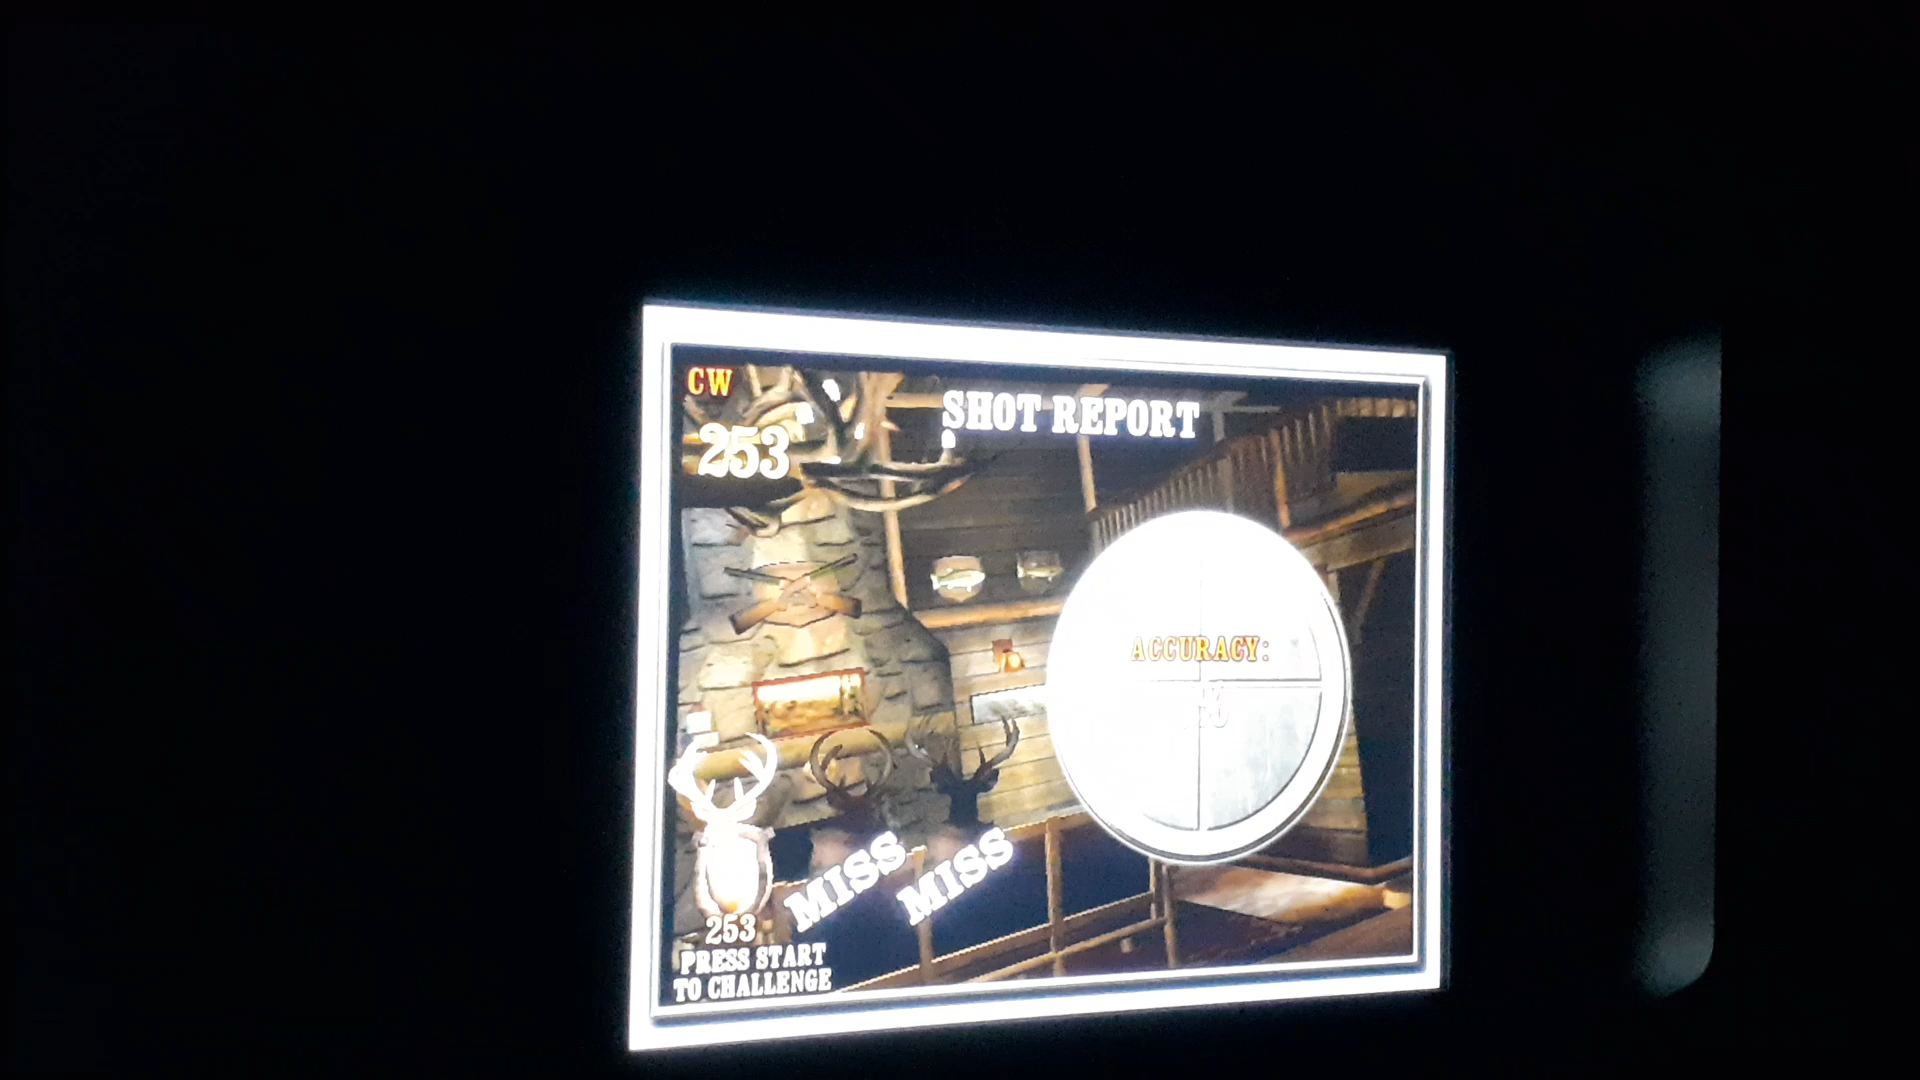 CW
SHOT REPORT
253
ACCURACY:
MISS
MISS
253
PRESS START
TO CHALLENGE